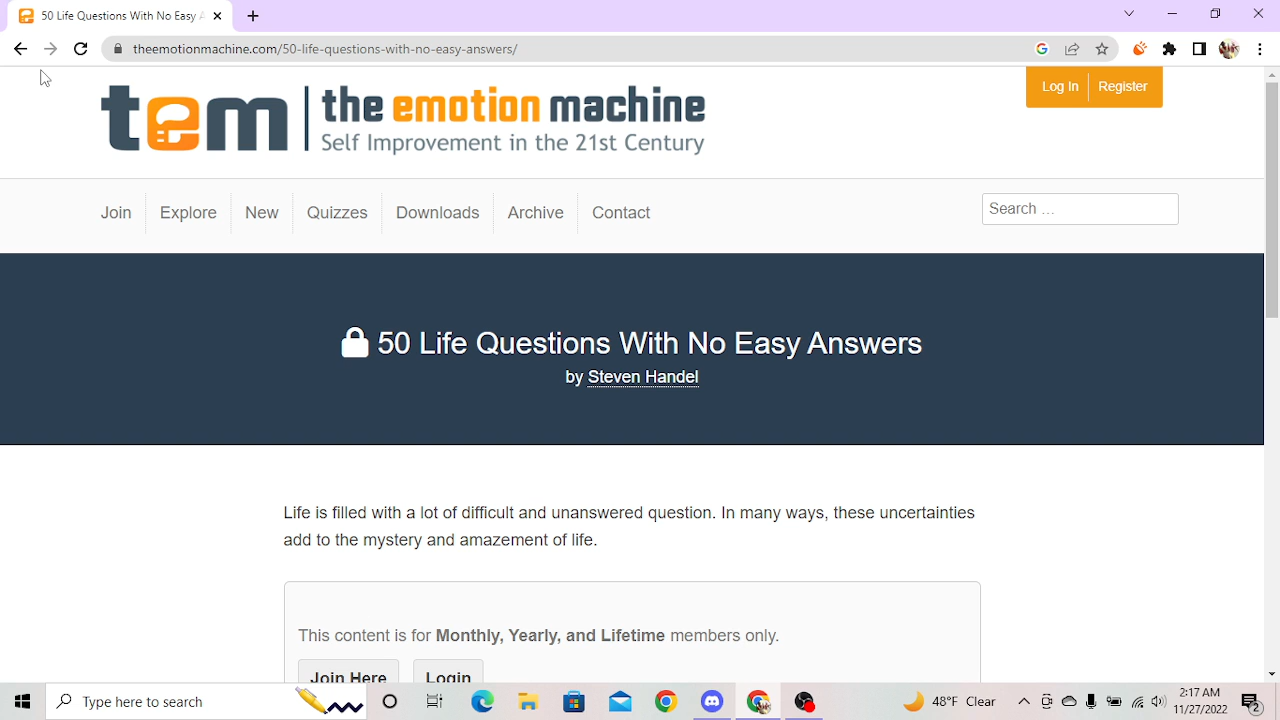 50 Life Questions With No Easy A
theemotionmachine.com/50-life-questions-with-no-easy-answers/
Log In Register
tem the emotion machine
Self Improvement in the 21st Century
Join Explore New Quizzes Downloads Archive Contact Search ...
50 Life Questions With No Easy Answers
by Steven Handel
Life is filled with a lot of difficult and unanswered question. In many ways, these uncertainties
add to the mystery and amazement of life.
This content is for Monthly, Yearly, and Lifetime members only.
Join Here Login
Type here to search
48°F Clear
2:17 AM
11/27/2022
2